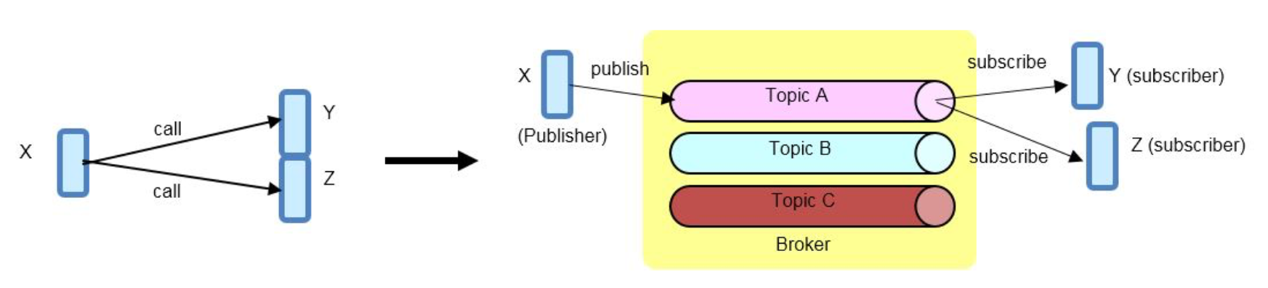 X
call
call
Y
Z
X
(Publisher)
publish
Topic A
Topic B
Topic C
Broker
subscribe
subscribe
Y (subscriber)
Z (subscriber)